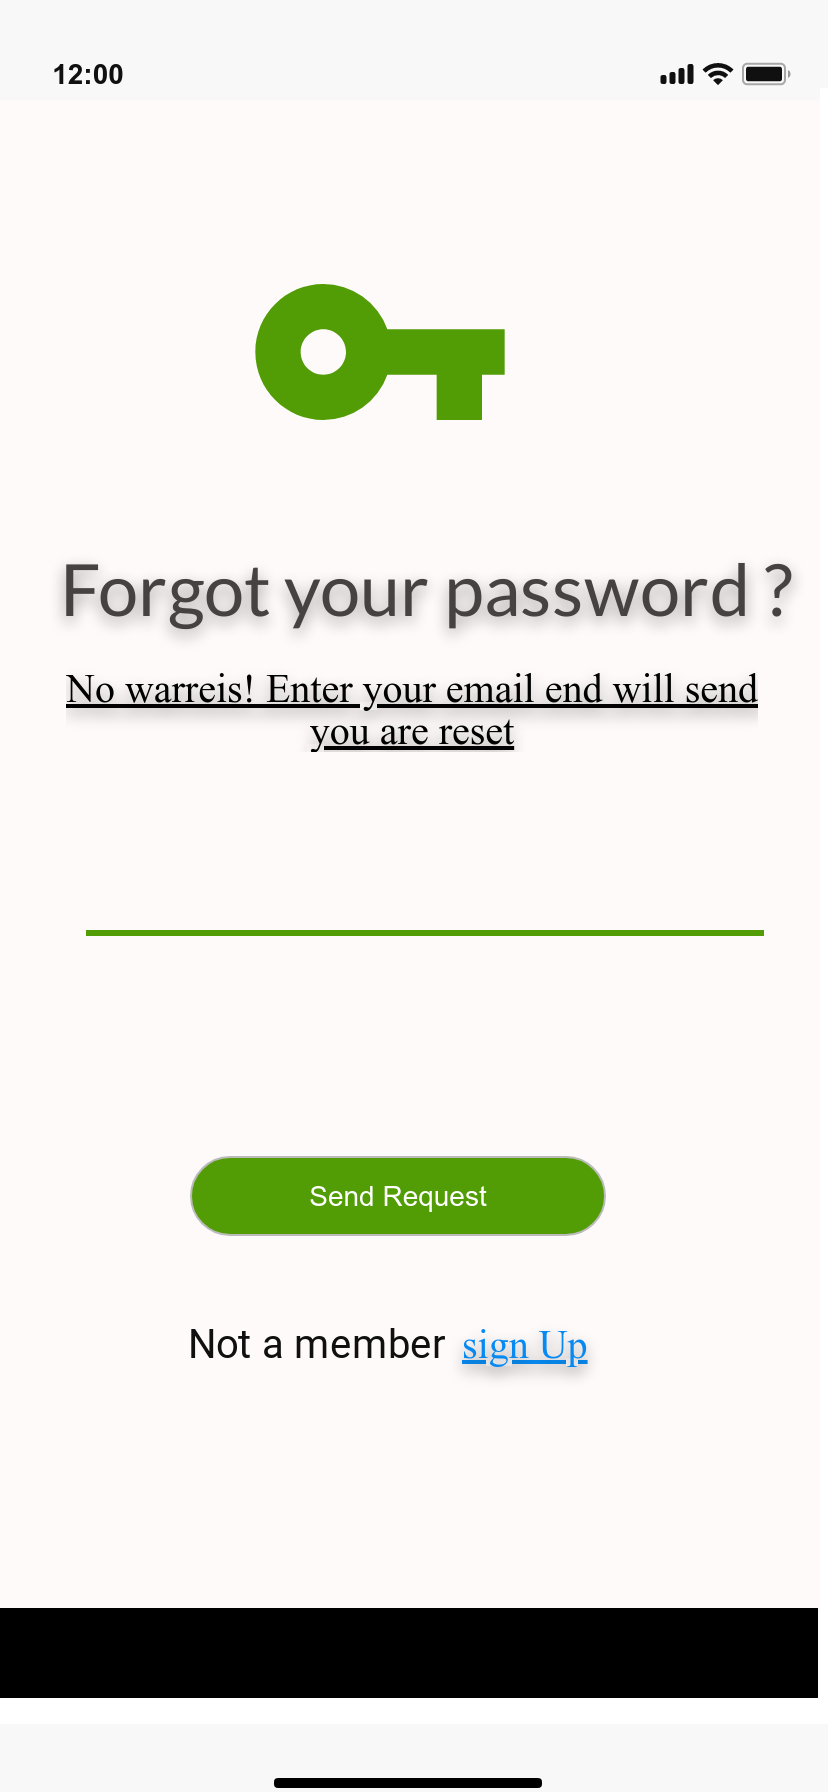 12:00
Forgot your password ?
No warreis! Enter your email end will send
you are reset
Send Request
Not a member sign Up